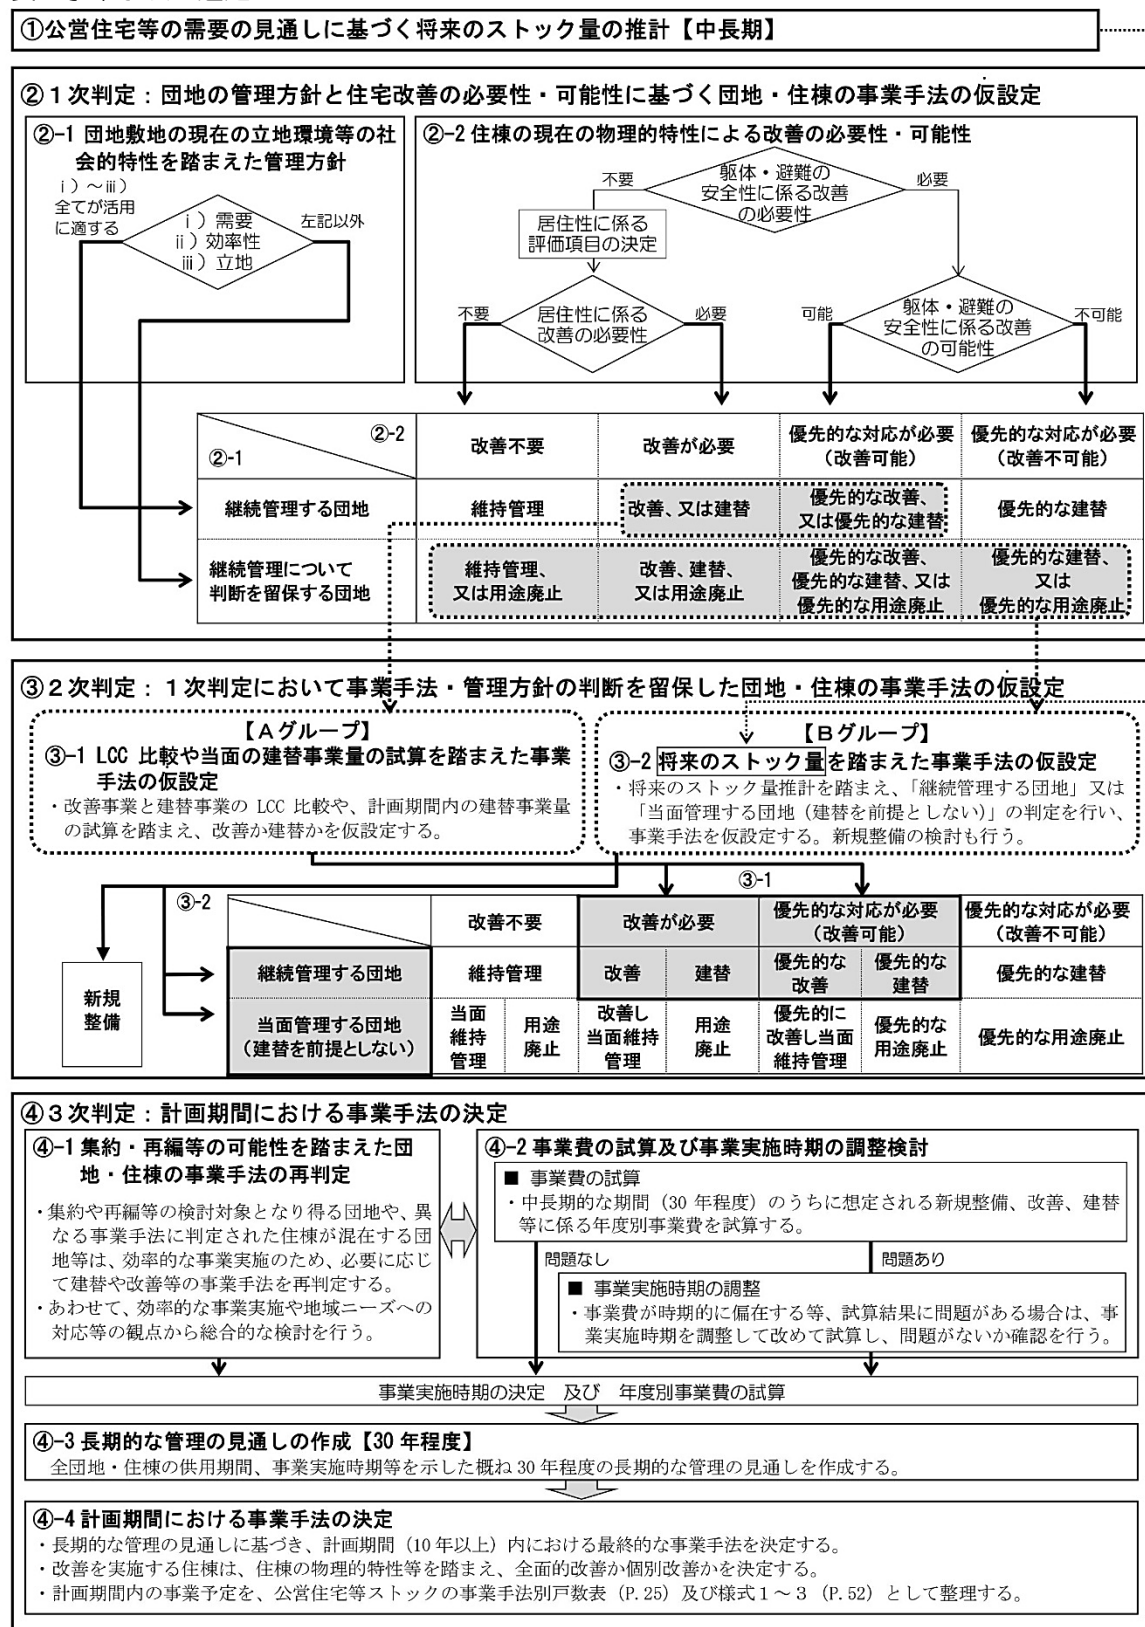 ①公営住宅等の需要の見通しに基づく将来のストック量の推計【中長期】
②1次判定：団地の管理方針と住宅改善の必要性・可能性に基づく団地・住棟の事業手法の仮設定
②-1 団地敷地の現在の立地環境等の社
会的特性を踏まえた管理方針
ⅰ）～ⅲ）
全てが活用
に適する
ⅰ）需要
ⅱ）効率性
ⅲ）立地
左記以外
②-2 住棟の現在の物理的特性による改善の必要性・可能性
不要
躯体・避難の
安全性に係る改善
の必要性
必要
居住性に係る
評価項目の決定
不要
居住性に係る
改善の必要性
必要
可能
躯体・避難の
安全性に係る改善
の可能性
不可能
②-2
②-1
改善不要
改善が必要
優先的な対応が必要
（改善可能）
優先的な対応が必要
（改善不可能）
継続管理する団地
維持管理
改善、又は建替
優先的な改善、
又は優先的な建替
優先的な建替
継続管理について
判断を留保する団地
維持管理、
又は用途廃止
改善、建替、
又は用途廃止
優先的な改善、
優先的な建替、又は
優先的な用途廃止
優先的な建替、
又は
優先的な用途廃止
③2次判定：1次判定において事業手法・管理方針の判断を留保した団地・住棟の事業手法の仮設定
【Aグループ】
③-1 LCC 比較や当面の建替事業量の試算を踏まえた事業
手法の仮設定
・改善事業と建替事業の LCC 比較や、計画期間内の建替事業量
の試算を踏まえ、改善か建替かを仮設定する。
【Bグループ】
③-2 将来のストック量を踏まえた事業手法の仮設定
・将来のストック量推計を踏まえ、「継続管理する団地」又は
「当面管理する団地（建替を前提としない）」の判定を行い、
事業手法を仮設定する。新規整備の検討も行う。
③-1
③-2
改善不要
改善が必要
優先的な対応が必要
（改善可能）
優先的な対応が必要
（改善不可能）
新規
整備
継続管理する団地
維持管理
改善
建替
優先的な
改善
優先的な
建替
優先的な建替
当面管理する団地
（建替を前提としない）
当面
維持
管理
用途
廃止
改善し
当面維持
管理
用途
廃止
優先的に
改善し当面
維持管理
優先的な
用途廃止
優先的な用途廃止
④3次判定：計画期間における事業手法の決定
④-1 集約・再編等の可能性を踏まえた団
地・住棟の事業手法の再判定
・集約や再編等の検討対象となり得る団地や、異
なる事業手法に判定された住棟が混在する団
地等は、効率的な事業実施のため、必要に応じ
て建替や改善等の事業手法を再判定する。
・あわせて、効率的な事業実施や地域ニーズへの
対応等の観点から総合的な検討を行う。
④-2 事業費の試算及び事業実施時期の調整検討
■ 事業費の試算
・中長期的な期間（30 年程度）のうちに想定される新規整備、改善、建替
等に係る年度別事業費を試算する。
問題なし
問題あり
■ 事業実施時期の調整
・事業費が時期的に偏在する等、試算結果に問題がある場合は、事
業実施時期を調整して改めて試算し、問題がないか確認を行う。
事業実施時期の決定　及び　年度別事業費の試算
④-3 長期的な管理の見通しの作成【30 年程度】
全団地・住棟の供用期間、事業実施時期等を示した概ね 30 年程度の長期的な管理の見通しを作成する。
④-4 計画期間における事業手法の決定
・長期的な管理の見通しに基づき、計画期間（10 年以上）内における最終的な事業手法を決定する。
・改善を実施する住棟は、住棟の物理的特性等を踏まえ、全面的改善か個別改善かを決定する。
・計画期間内の事業予定を、公営住宅等ストックの事業手法別戸数表（P.25）及び様式1～3（P.52）として整理する。